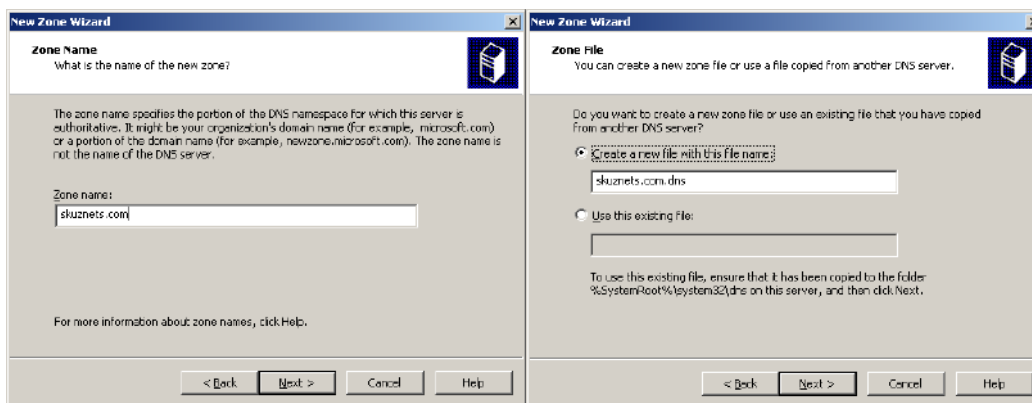 New Zone Wizard
Zone Name
What is the name of the new zone?
The zone name specifies the portion of the DNS namespace for which this server is
authoritative. It might be your organization's domain name (for example, microsoft.com)
or a portion of the domain name (for example, newzone.microsoft.com). The zone name is
not the name of the DNS server.
Zone name:
skuznets.com
For more information about zone names, click Help.
< Back
Next >
Cancel
Help
New Zone Wizard
Zone File
You can create a new zone file or use a file copied from another DNS server.
Do you want to create a new zone file or use an existing file that you have copied
from another DNS server?
Create a new file with this file name:
skuznets.com.dns
Use this existing file:
To use this existing file, ensure that it has been copied to the folder
%SystemRoot%\system32\dns on this server, and then click Next.
< Back
Next >
Cancel
Help